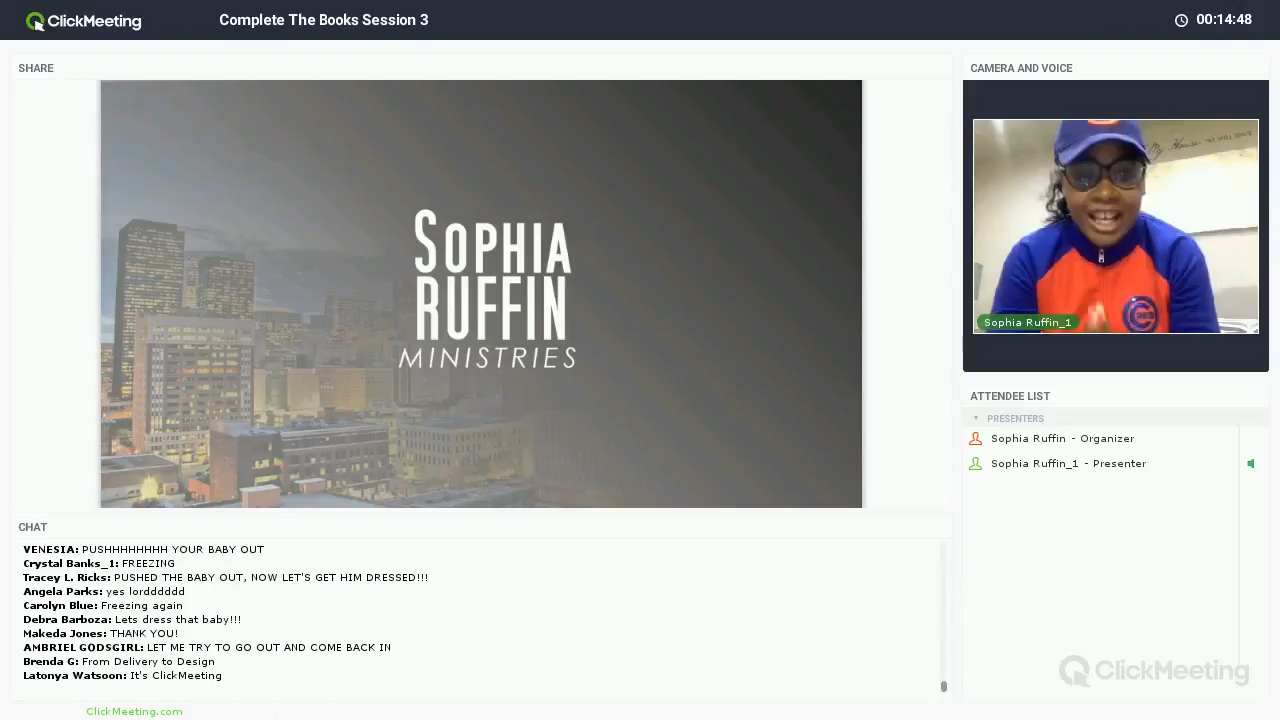 ClickMeeting
Complete The Books Session 3
00:14:48
SHARE
CAMERA AND VOICE
SOPHIA
RUFFIN
MINISTRIES
My House
Sophia Ruffin_1
ATTENDEE LIST
PRESENTERS
Sophia Ruffin - Organizer
Sophia Ruffin_1 - Presenter
CHAT
VENESIA: PUSHHHHHHHH YOUR BABY OUT
Crystal Banks_1: FREEZING
Tracey L. Ricks: PUSHED THE BABY OUT, NOW LET'S GET HIM DRESSED!!!
Angela Parks: yes lordddddd
Carolyn Blue: Freezing again
Debra Barboza: Lets dress that baby!!!
Makeda Jones: THANK YOU!
AMBRIEL GODSGIRL: LET ME TRY TO GO OUT AND COME BACK IN
Brenda G: From Delivery to Design
Latonya Watsoon: It's ClickMeeting
ClickMeeting
ClickMeeting.com